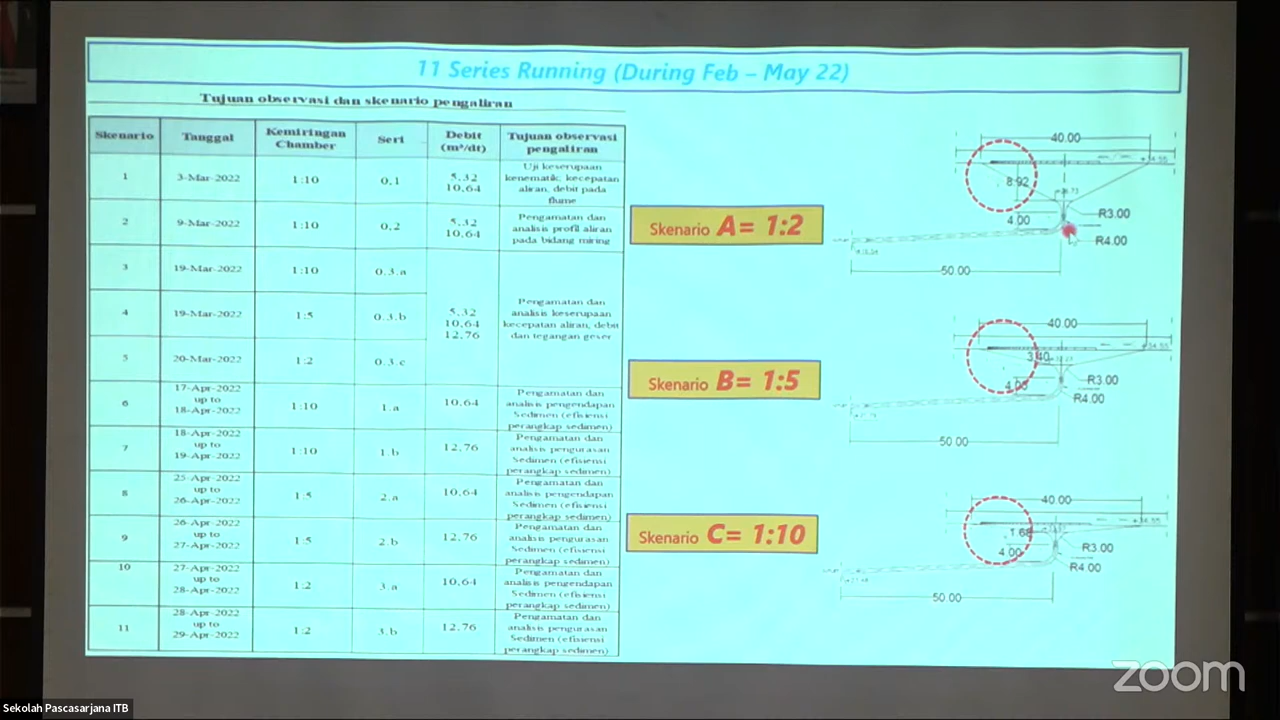 11 Series Running (During Feb – May 22)
Tujuan observasi dan skenario pengaliran
Skenario Tanggal Kemiringan Chamber Seri Debit (m³/dt) Tujuan observasi pengaliran
1 3-Mar-2022 1:10 0.1 5,32 10,64 Uji keserupaan kenematik: kecepatan aliran, debit pada flume
2 9-Mar-2022 1:10 0.2 5,32 10,64 Pengamatan dan analisis profil aliran pada bidang miring
3 19-Mar-2022 1:10 0.3.a
4 19-Mar-2022 1:5 0.3.b 5,32 10,64 12,76 Pengamatan dan analisis keserupaan kecepatan aliran, debit dan tegangan geser
5 20-Mar-2022 1:2 0.3.c
6 17-Apr-2022 up to 18-Apr-2022 1:10 1.a 10,64 Pengamatan dan analisis pengendapan Sedimen (efisiensi perangkap sedimen)
7 18-Apr-2022 up to 19-Apr-2022 1:10 1.b 12,76 Pengamatan dan analisis pengurasan Sedimen (efisiensi perangkap sedimen)
8 25-Apr-2022 up to 26-Apr-2022 1:5 2.a 10,64 Pengamatan dan analisis pengendapan Sedimen (efisiensi perangkap sedimen)
9 26-Apr-2022 up to 27-Apr-2022 1:5 2.b 12,76 Pengamatan dan analisis pengurasan Sedimen (efisiensi perangkap sedimen)
10 27-Apr-2022 up to 28-Apr-2022 1:2 3.a 10,64 Pengamatan dan analisis pengendapan Sedimen (efisiensi perangkap sedimen)
11 28-Apr-2022 up to 29-Apr-2022 1:2 3.b 12,76 Pengamatan dan analisis pengurasan Sedimen (efisiensi perangkap sedimen)
Skenario A= 1:2
40.00
8.92
4.00
R3.00
R4.00
50.00
Skenario B= 1:5
40.00
3.40
R3.00
R4.00
50.00
Skenario C= 1:10
40.00
1.68
4.00
R3.00
R4.00
50.00
zoom
Sekolah Pascasarjana ITB